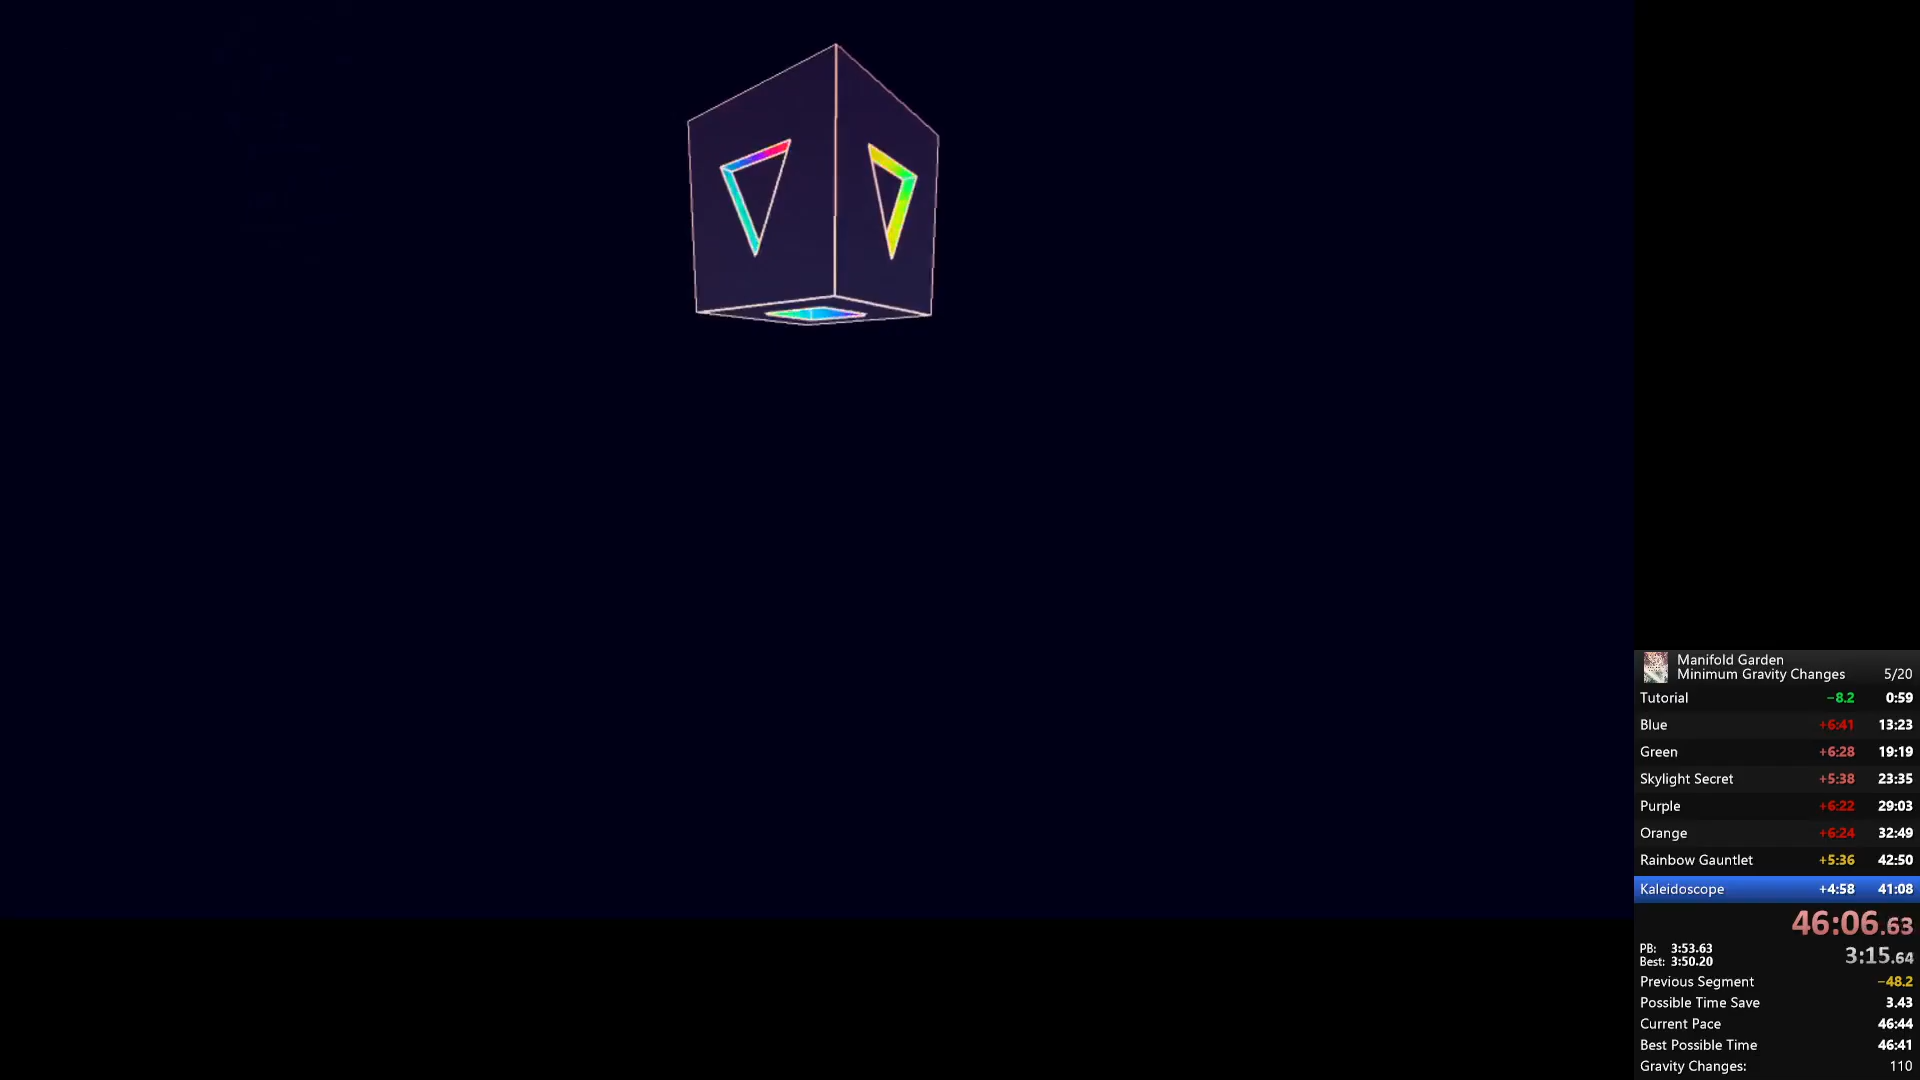 Manifold Garden
Minimum Gravity Changes 5/20
Tutorial −8.2 0:59
Blue +6:41 13:23
Green +6:28 19:19
Skylight Secret +5:38 23:35
Purple +6:22 29:03
Orange +6:24 32:49
Rainbow Gauntlet +5:36 42:50
Kaleidoscope +4:58 41:08
46:06.63
PB: 3:53.63
Best: 3:50.20
3:15.64
Previous Segment −48.2
Possible Time Save 3.43
Current Pace 46:44
Best Possible Time 46:41
Gravity Changes: 110